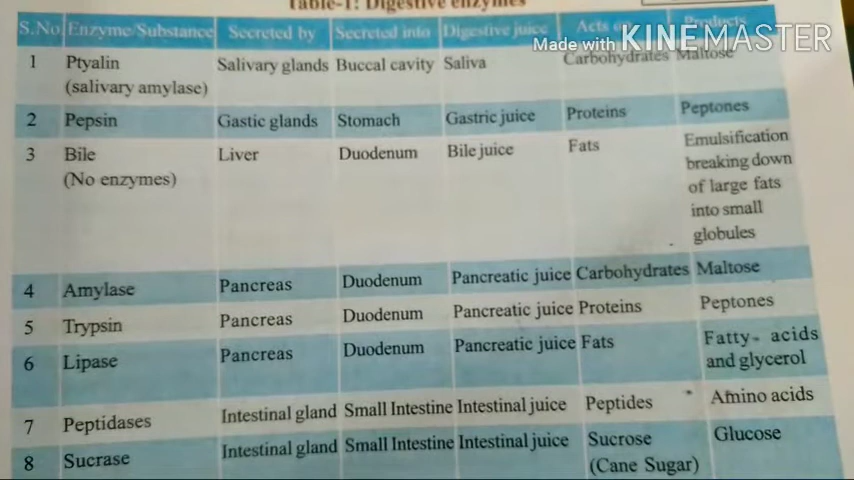 Table-1: Digestive enzymes
Made with KINEMASTER
S.No. Enzyme/Substance Secreted by Secreted into Digestive juice Acts Products
1 Ptyalin Salivary glands Buccal cavity Saliva Carbohydrates Maltose
(salivary amylase)
2 Pepsin Gastic glands Stomach Gastric juice Proteins Peptones
3 Bile Liver Duodenum Bile juice Fats Emulsification
(No enzymes) breaking down
of large fats
into small
globules
4 Amylase Pancreas Duodenum Pancreatic juice Carbohydrates Maltose
5 Trypsin Pancreas Duodenum Pancreatic juice Proteins Peptones
6 Lipase Pancreas Duodenum Pancreatic juice Fats Fatty- acids
and glycerol
7 Peptidases Intestinal gland Small Intestine Intestinal juice Peptides Amino acids
8 Sucrase Intestinal gland Small Intestine Intestinal juice Sucrose Glucose
(Cane Sugar)